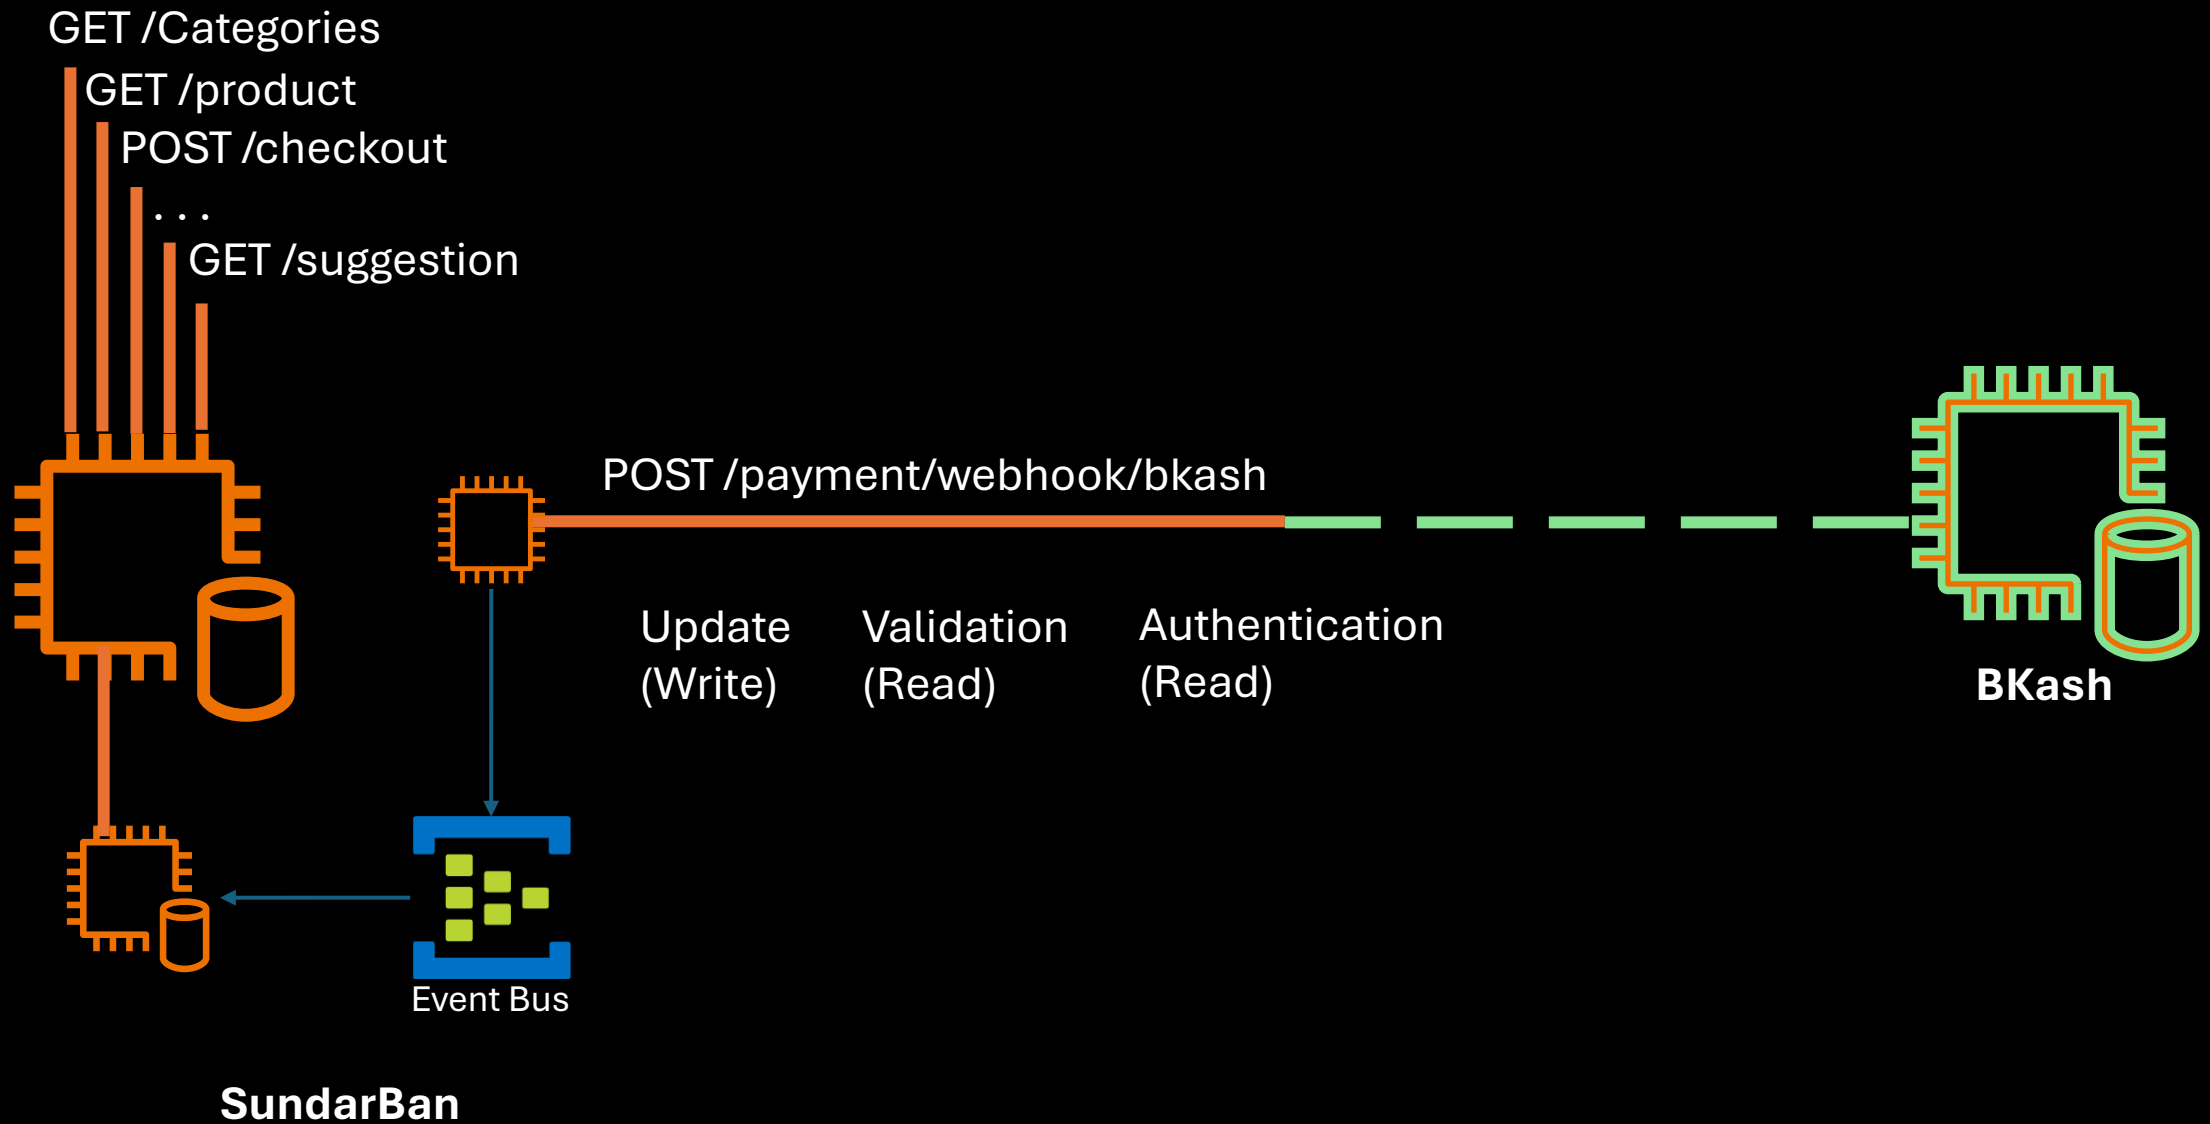 GET /Categories
GET /product
POST /checkout
. . .
GET /suggestion
POST /payment/webhook/bkash
Update
(Write)
Validation
(Read)
Authentication
(Read)
BKash
Event Bus
SundarBan